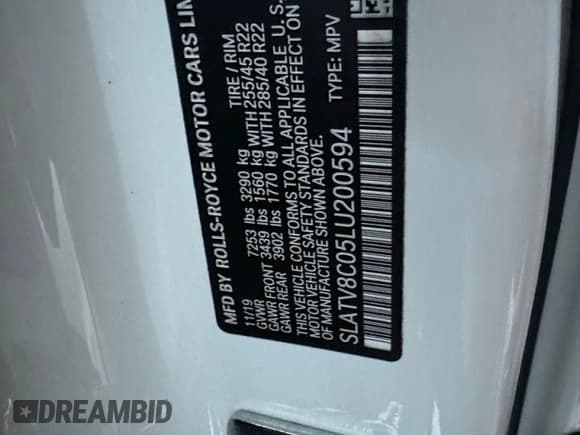 MFD BY ROLLS-ROYCE MOTOR CARS
11/19 TIRE / RIM
GVWR 7253 lbs 3290 kg
GAWR FRONT 3439 lbs 1560 kg WITH 255/45 R22
GAWR REAR 3902 lbs 1770 kg WITH 285/40 R22
THIS VEHICLE CONFORMS TO ALL APPLICABLE U. S.
MOTOR VEHICLE SAFETY STANDARDS IN EFFECT ON
OF MANUFACTURE SHOWN ABOVE.
SLATV8C05LU200594 TYPE: MPV
DREAMBID